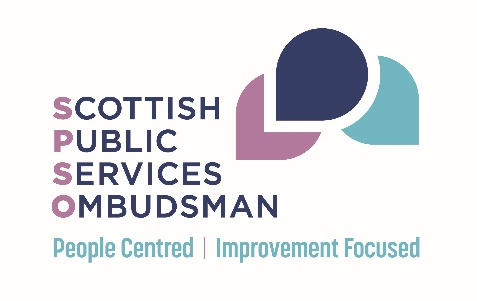 SCOTTISH
PUBLIC
SERVICES
OMBUDSMAN
People Centred | Improvement Focused